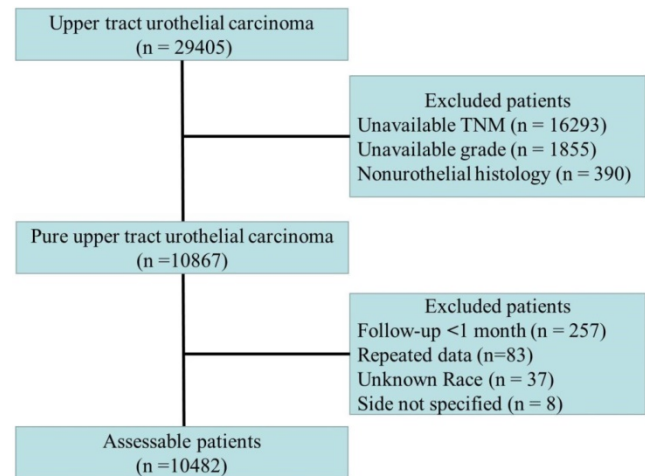 Upper tract urothelial carcinoma
(n = 29405)
Excluded patients
Unavailable TNM (n = 16293)
Unavailable grade (n = 1855)
Nonurothelial histology (n = 390)
Pure upper tract urothelial carcinoma
(n =10867)
Excluded patients
Follow-up <1 month (n = 257)
Repeated data (n=83)
Unknown Race (n = 37)
Side not specified (n = 8)
Assessable patients
(n =10482)